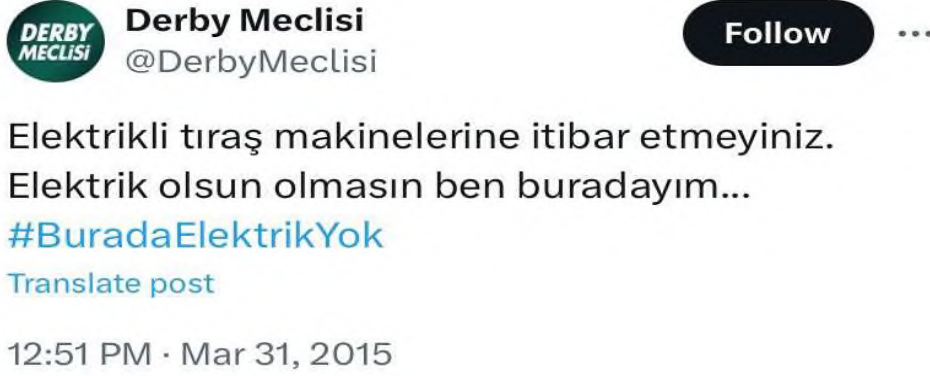 DERBY
MECLİSİ
Derby Meclisi
@DerbyMeclisi
Follow
Elektrikli tıraş makinelerine itibar etmeyiniz.
Elektrik olsun olmasın ben buradayım...
#BuradaElektrikYok
Translate post
12:51 PM · Mar 31, 2015